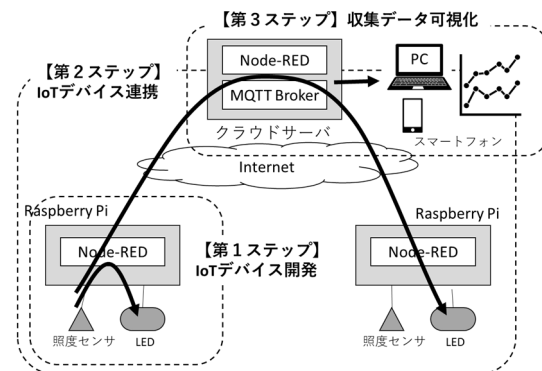 【第３ステップ】収集データ可視化
Node-RED
MQTT Broker
クラウドサーバ
PC
スマートフォン
【第２ステップ】
IoTデバイス連携
Internet
Raspberry Pi
Node-RED
照度センサ
LED
【第１ステップ】
IoTデバイス開発
Raspberry Pi
Node-RED
照度センサ
LED